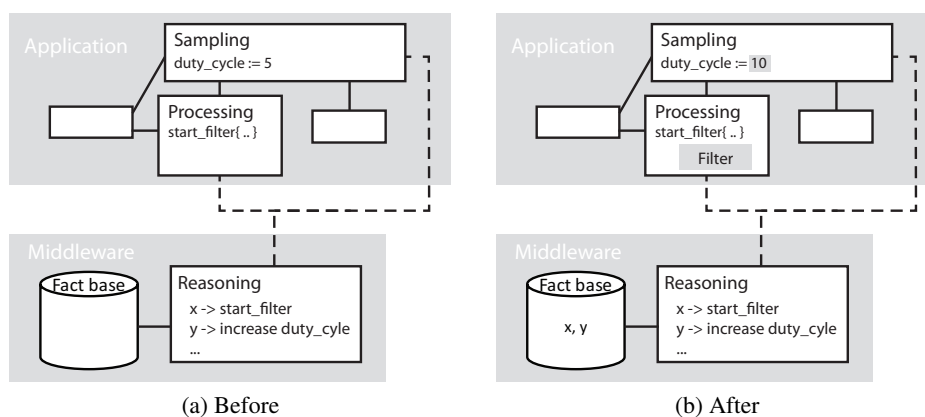 Application
Sampling
duty_cycle := 5
Processing
start_filter{ .. }
Middleware
Fact base
Reasoning
x -> start_filter
y -> increase duty_cyle
...
(a) Before
Application
Sampling
duty_cycle := 10
Processing
start_filter{ .. }
Filter
Middleware
Fact base
x, y
Reasoning
x -> start_filter
y -> increase duty_cyle
...
(b) After